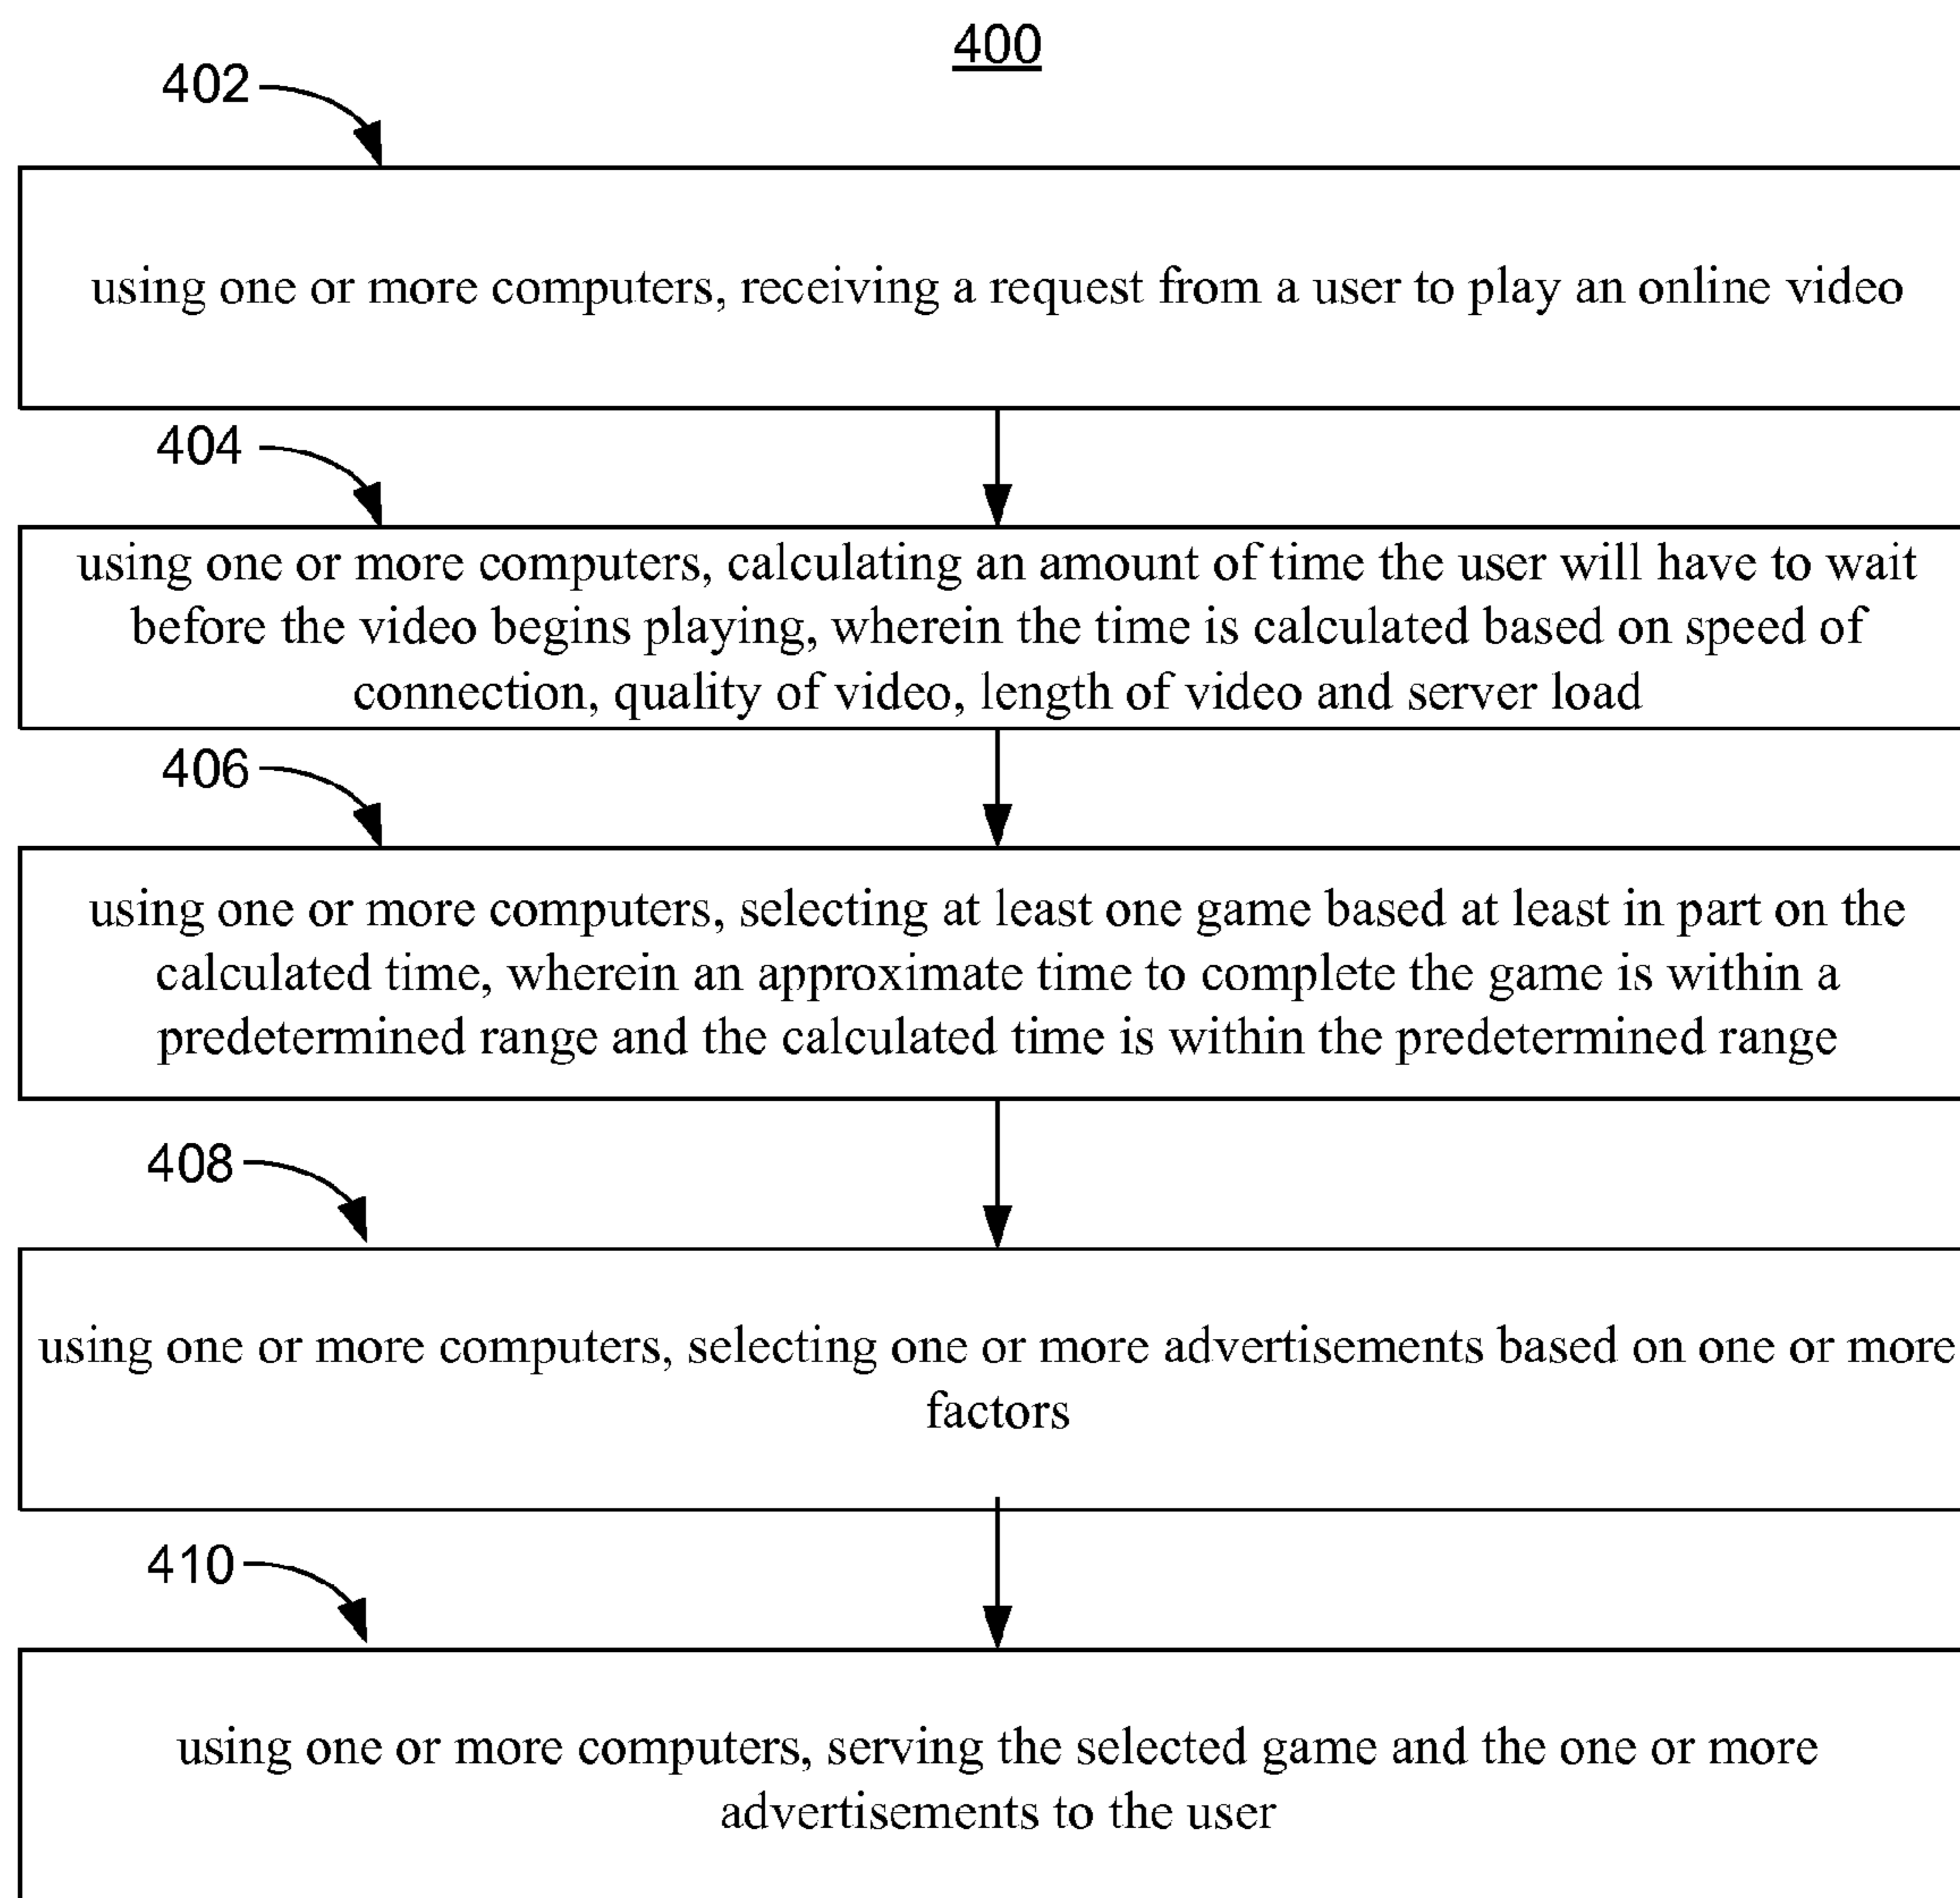 400
402
using one or more computers, receiving a request from a user to play an online video
404
using one or more computers, calculating an amount of time the user will have to wait
before the video begins playing, wherein the time is calculated based on speed of
connection, quality of video, length of video and server load
406
using one or more computers, selecting at least one game based at least in part on the
calculated time, wherein an approximate time to complete the game is within a
predetermined range and the calculated time is within the predetermined range
408
using one or more computers, selecting one or more advertisements based on one or more
factors
410
using one or more computers, serving the selected game and the one or more
advertisements to the user